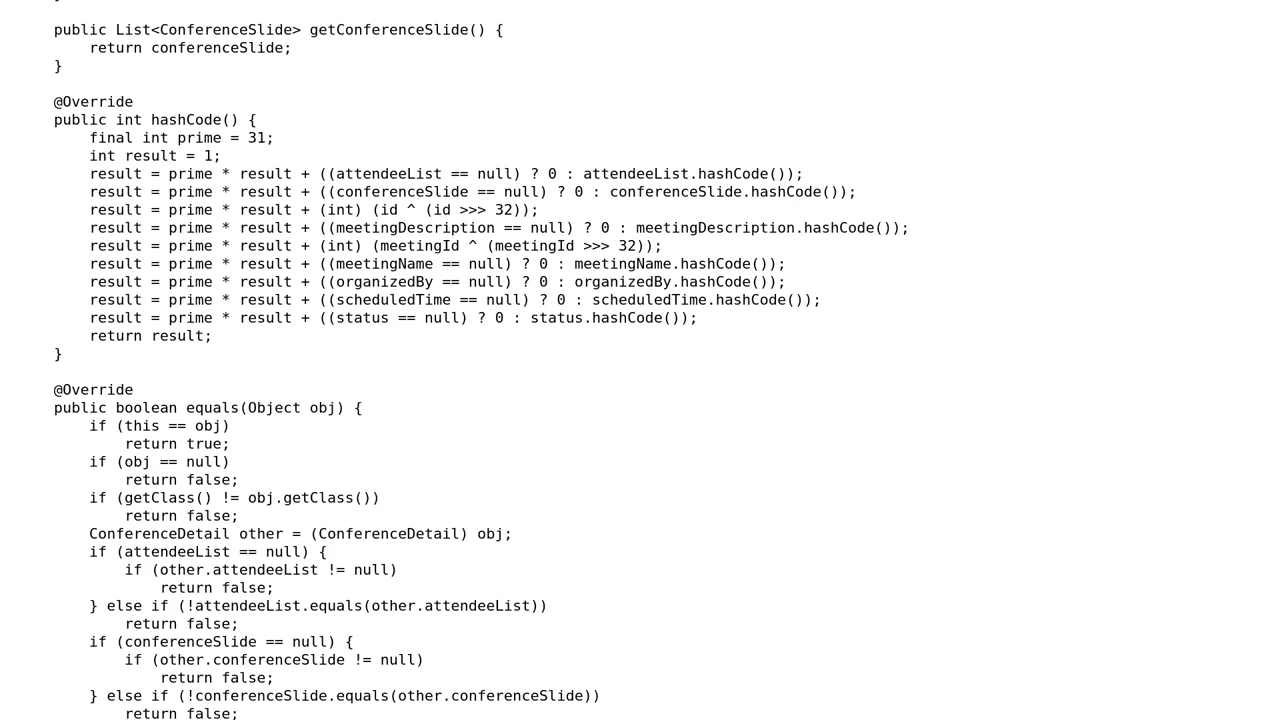 }
public List<ConferenceSlide> getConferenceSlide() {
    return conferenceSlide;
}
@Override
public int hashCode() {
    final int prime = 31;
    int result = 1;
    result = prime * result + ((attendeeList == null) ? 0 : attendeeList.hashCode());
    result = prime * result + ((conferenceSlide == null) ? 0 : conferenceSlide.hashCode());
    result = prime * result + (int) (id ^ (id >>> 32));
    result = prime * result + ((meetingDescription == null) ? 0 : meetingDescription.hashCode());
    result = prime * result + (int) (meetingId ^ (meetingId >>> 32));
    result = prime * result + ((meetingName == null) ? 0 : meetingName.hashCode());
    result = prime * result + ((organizedBy == null) ? 0 : organizedBy.hashCode());
    result = prime * result + ((scheduledTime == null) ? 0 : scheduledTime.hashCode());
    result = prime * result + ((status == null) ? 0 : status.hashCode());
    return result;
}
@Override
public boolean equals(Object obj) {
    if (this == obj)
        return true;
    if (obj == null)
        return false;
    if (getClass() != obj.getClass())
        return false;
    ConferenceDetail other = (ConferenceDetail) obj;
    if (attendeeList == null) {
        if (other.attendeeList != null)
            return false;
    } else if (!attendeeList.equals(other.attendeeList))
        return false;
    if (conferenceSlide == null) {
        if (other.conferenceSlide != null)
            return false;
    } else if (!conferenceSlide.equals(other.conferenceSlide))
        return false;